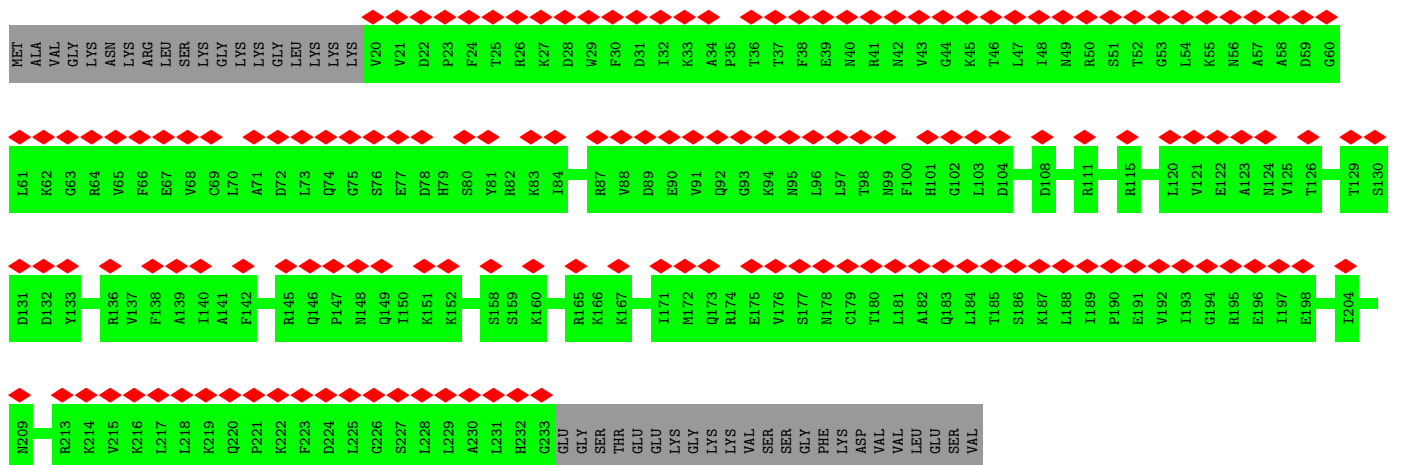 MET ALA VAL GLY LYS ASN LYS ARG LEU SER LYS GLY LYS LYS GLY LEU LYS LYS LYS V20 V21 D22 P23 F24 T25 R26 K27 D28 W29 F30 D31 I32 K33 A34 P35 T36 T37 F38 E39 N40 R41 N42 V43 G44 K45 T46 L47 I48 N49 R50 S51 T52 G53 L54 K55 N56 A57 A58 D59 G60
L61 K62 G63 R64 V65 F66 E67 V68 C69 L70 A71 D72 L73 Q74 G75 S76 E77 D78 H79 S80 Y81 R82 K83 I84 R87 V88 D89 E90 V91 Q92 G93 K94 N95 L96 L97 T98 N99 F100 H101 G102 L103 D104 D108 R111 R115 L120 V121 E122 A123 N124 V125 T126 T129 S130
D131 D132 Y133 R136 V137 F138 A139 I140 A141 F142 R145 Q146 P147 N148 Q149 I150 K151 K152 S158 S159 K160 R165 K166 K167 I171 M172 Q173 R174 E175 V176 S177 N178 C179 T180 L181 A182 Q183 L184 T185 S186 K187 L188 I189 P190 E191 V192 I193 G194 R195 E196 I197 E198 I204
N209 R213 K214 V215 K216 L217 L218 K219 Q220 P221 K222 F223 D224 L225 G226 S227 L228 L229 A230 L231 H232 G233 GLU GLY SER THR GLU GLU LYS GLY LYS LYS VAL SER SER GLY PHE LYS ASP VAL VAL LEU GLU SER VAL